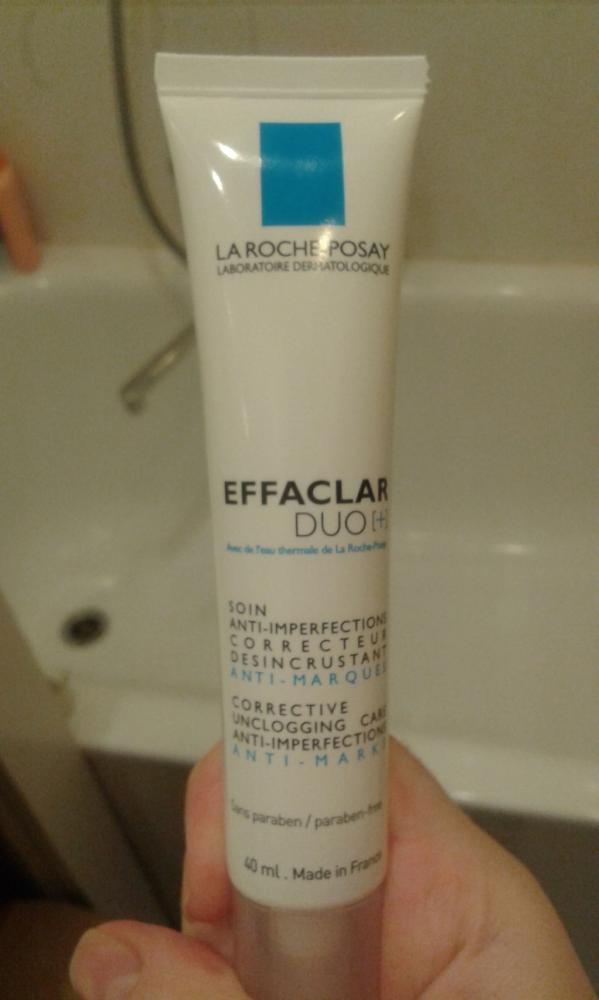 LA ROCHE-POSAY
LABORATOIRE DERMATOLOGIQUE
EFFACLAR
DUO [+]
Avec de l'eau thermale de La Roche-Posay
SOIN
ANTI-IMPERFECTIONS
CORRECTEUR
DESINCRUSTANT
ANTI-MARQUES
CORRECTIVE
UNCLOGGING CARE
ANTI-IMPERFECTIONS
ANTI-MARKS
Sans paraben / paraben-free
40 ml . Made in France